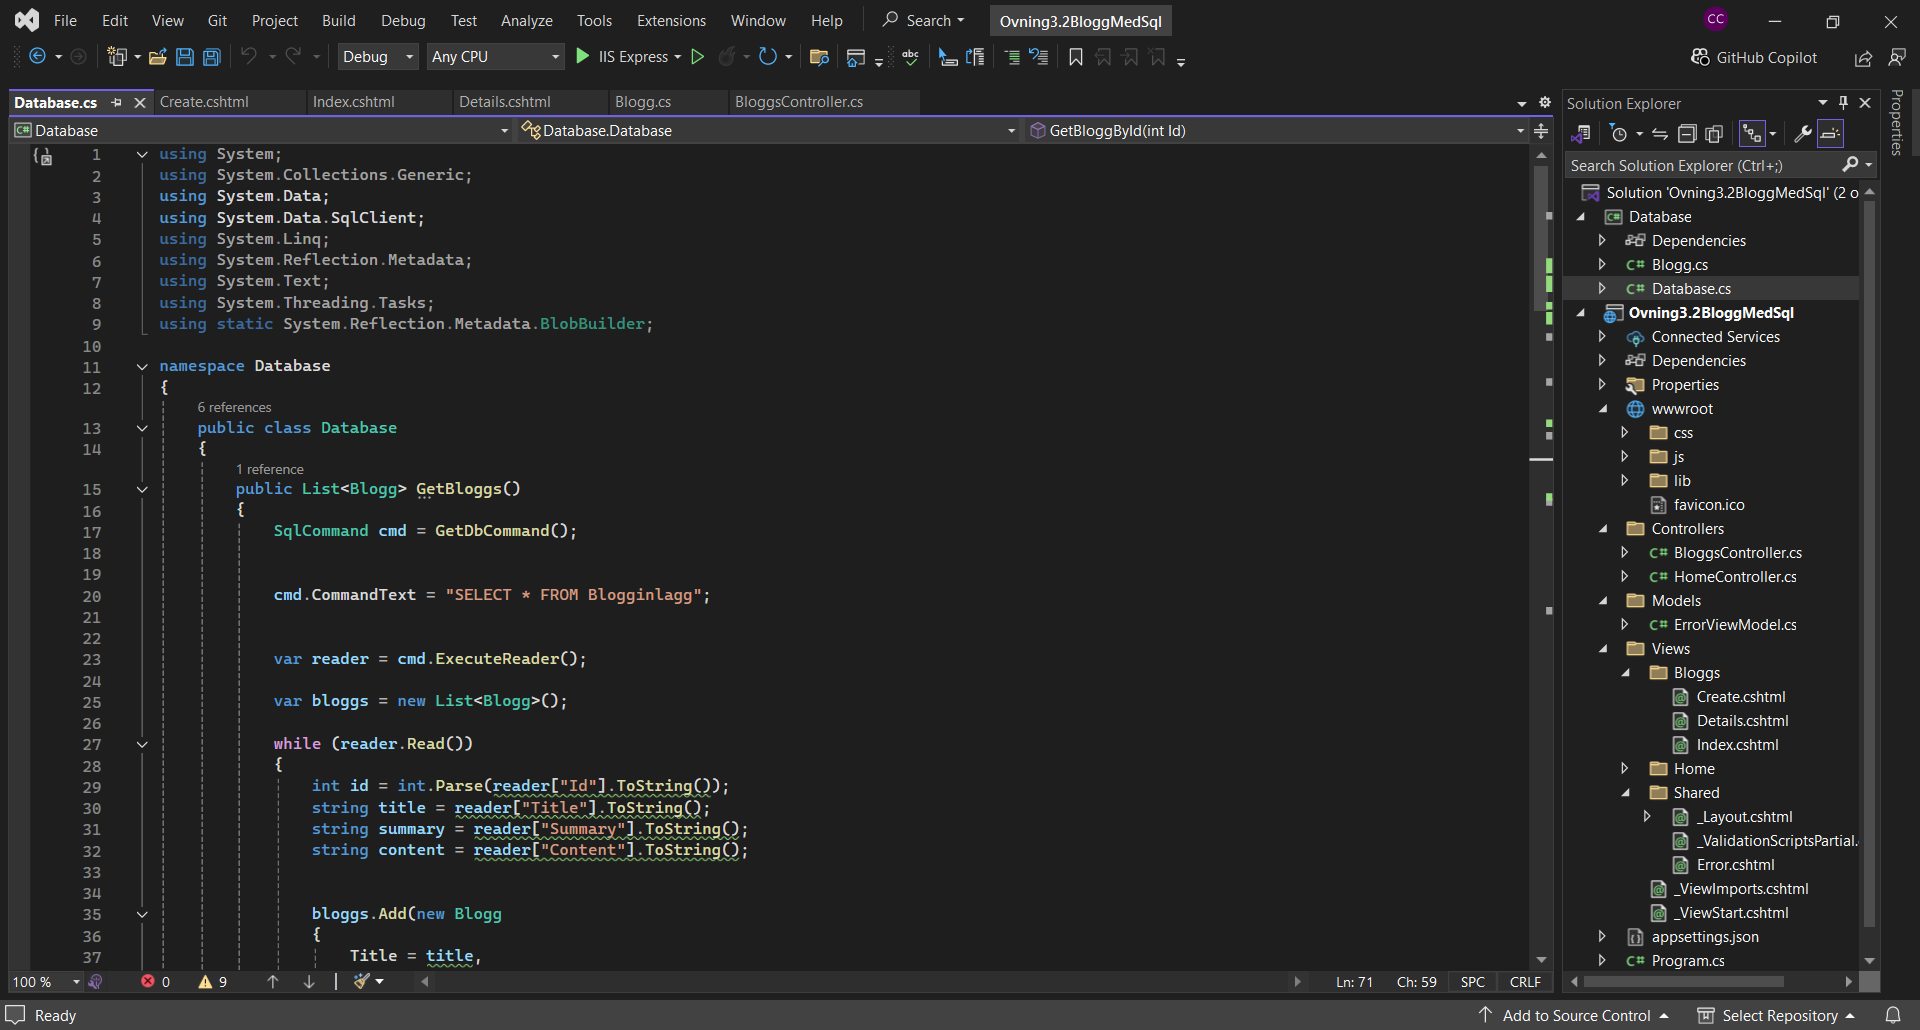 File Edit View Git Project Build Debug Test Analyze Tools Extensions Window Help Search Ovning3.2BloggMedSql CC
Debug Any CPU IIS Express abc GitHub Copilot
Database.cs Create.cshtml Index.cshtml Details.cshtml Blogg.cs BloggsController.cs
Database Database.Database GetBloggById(int Id)
1 using System;
2 using System.Collections.Generic;
3 using System.Data;
4 using System.Data.SqlClient;
5 using System.Linq;
6 using System.Reflection.Metadata;
7 using System.Text;
8 using System.Threading.Tasks;
9 using static System.Reflection.Metadata.BlobBuilder;
10
11 namespace Database
12 {
6 references
13 public class Database
14 {
1 reference
15 public List<Blogg> GetBloggs()
16 {
17 SqlCommand cmd = GetDbCommand();
18
19
20 cmd.CommandText = "SELECT * FROM Blogginlagg";
21
22
23 var reader = cmd.ExecuteReader();
24
25 var bloggs = new List<Blogg>();
26
27 while (reader.Read())
28 {
29 int id = int.Parse(reader["Id"].ToString());
30 string title = reader["Title"].ToString();
31 string summary = reader["Summary"].ToString();
32 string content = reader["Content"].ToString();
33
34
35 bloggs.Add(new Blogg
36 {
37 Title = title,
100 % 0 9 Ln: 71 Ch: 59 SPC CRLF
Solution Explorer
Search Solution Explorer (Ctrl+;)
Solution 'Ovning3.2BloggMedSql' (2 o
Database
Dependencies
C# Blogg.cs
C# Database.cs
Ovning3.2BloggMedSql
Connected Services
Dependencies
Properties
wwwroot
css
js
lib
favicon.ico
Controllers
C# BloggsController.cs
C# HomeController.cs
Models
C# ErrorViewModel.cs
Views
Bloggs
Create.cshtml
Details.cshtml
Index.cshtml
Home
Shared
_Layout.cshtml
_ValidationScriptsPartial.
Error.cshtml
_ViewImports.cshtml
_ViewStart.cshtml
appsettings.json
C# Program.cs
Properties
Ready Add to Source Control Select Repository